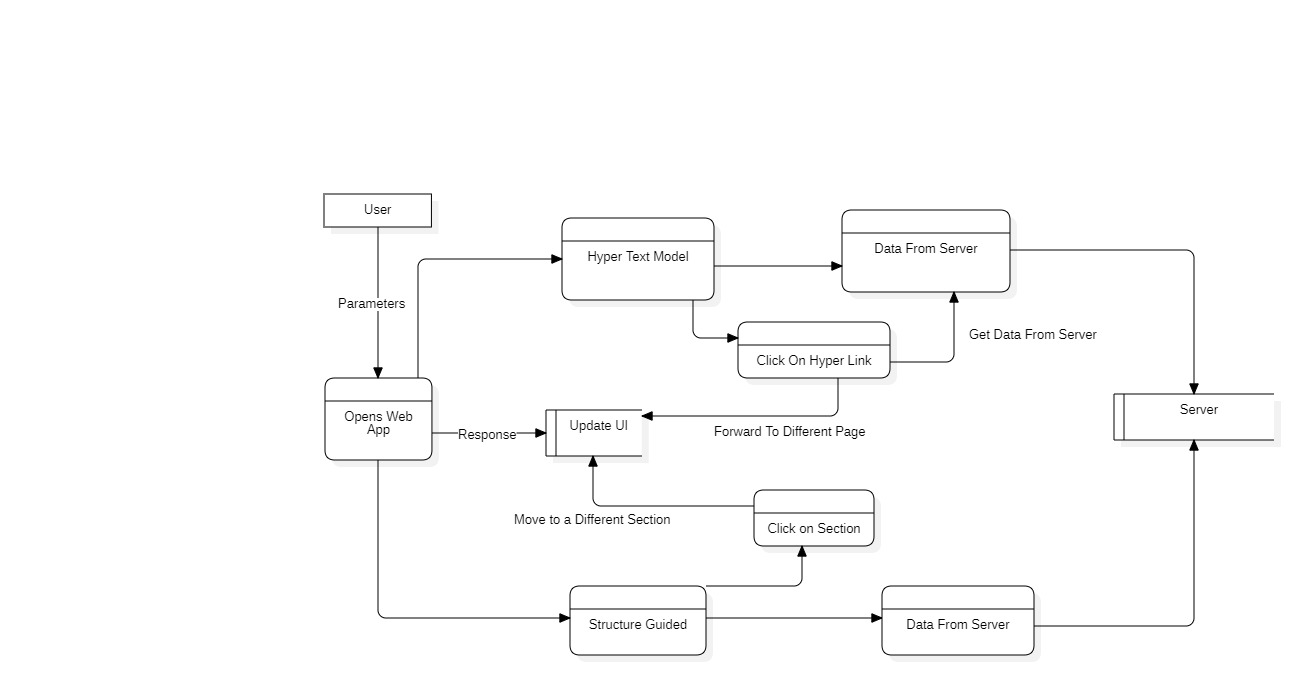 User
Hyper Text Model
Data From Server
Parameters
Get Data From Server
Click On Hyper Link
Opens Web
App
Response
Update UI
Forward To Different Page
Server
Move to a Different Section
Click on Section
Structure Guided
Data From Server